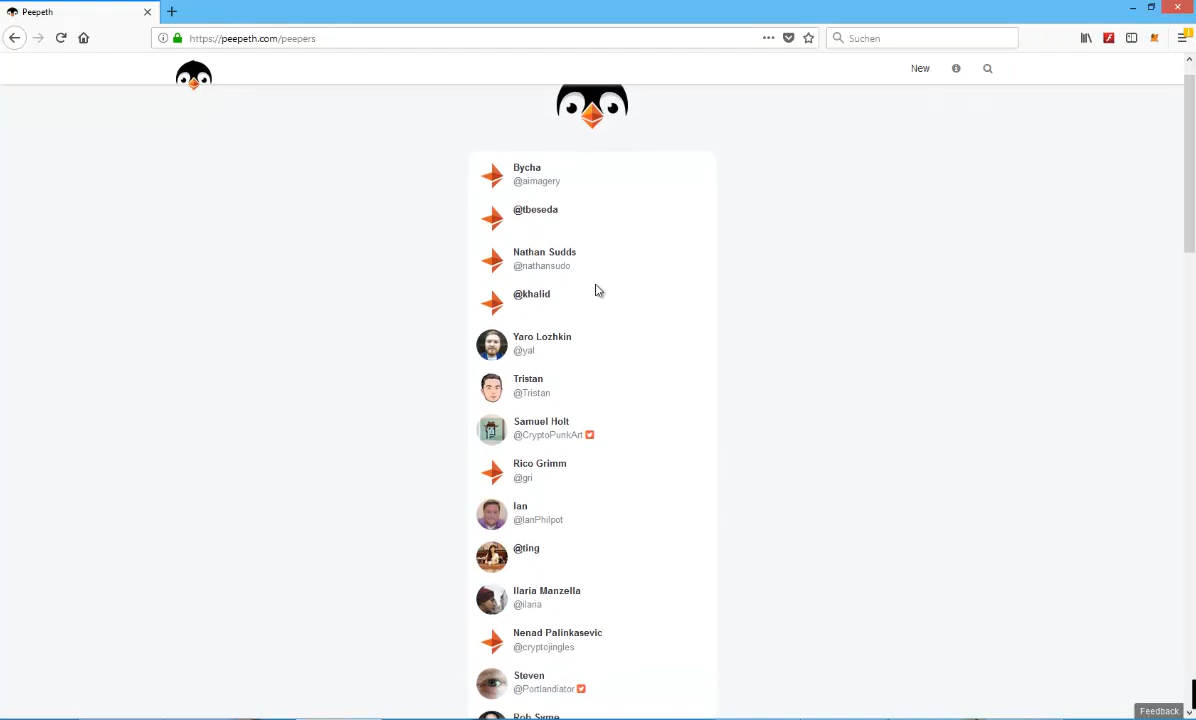 Peepeth
https://peepeth.com/peepers
Suchen
New
Bycha
@aimagery
@tbeseda
Nathan Sudds
@nathansudo
@khalid
Yaro Lozhkin
@yal
Tristan
@Tristan
Samuel Holt
@CryptoPunkArt
Rico Grimm
@gri
Ian
@IanPhilpot
@ting
Ilaria Manzella
@ilaria
Nenad Palinkasevic
@cryptojingles
Steven
@Portlandiator
Rob Syme
Feedback